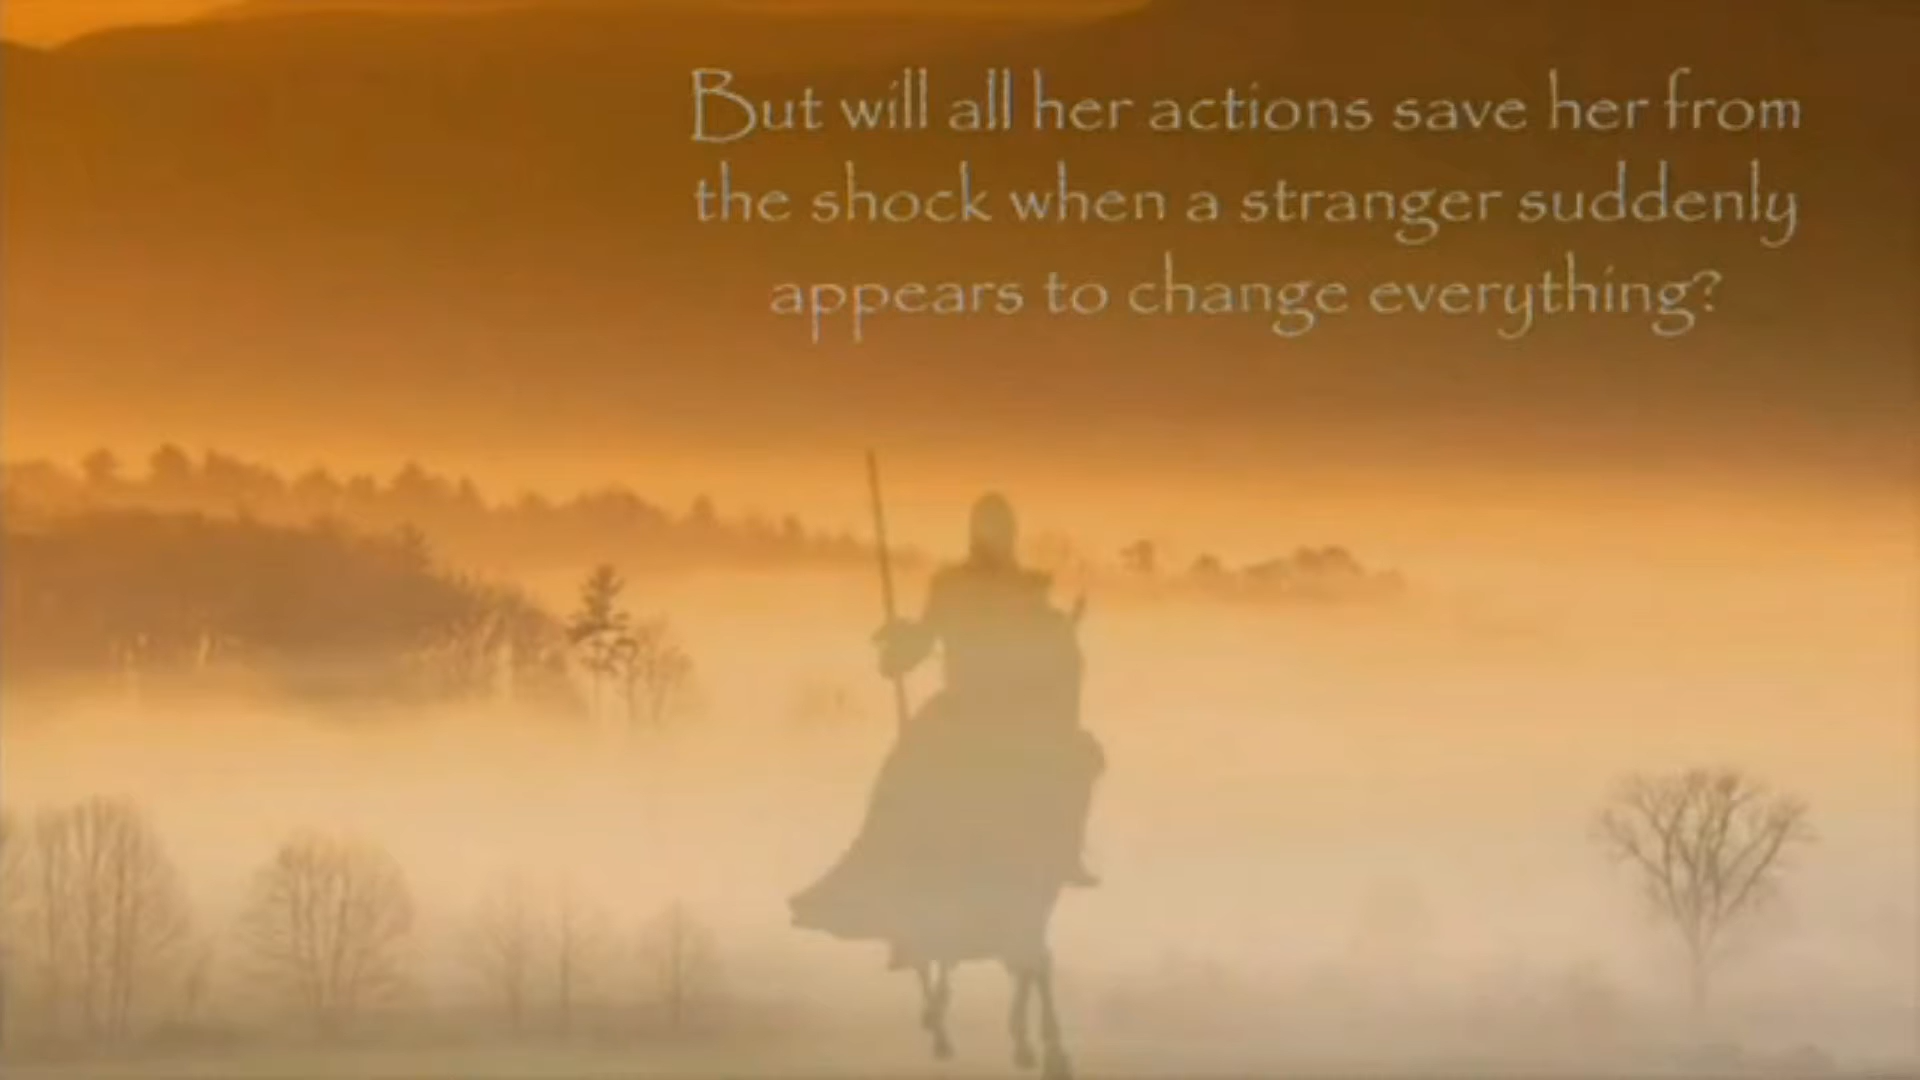 But will all her actions save her from
the shock when a stranger suddenly
appears to change everything?